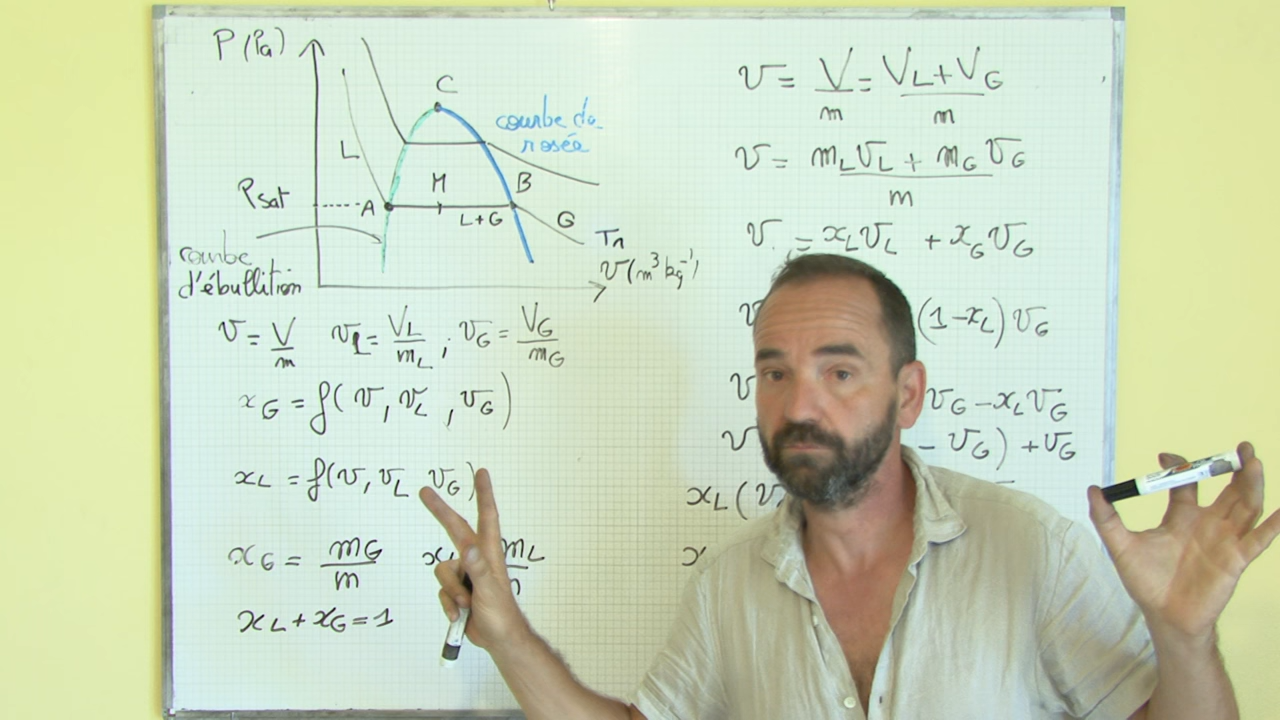 P (Pa)
C
courbe de
rosée
L
M
B
Psat
A
L+G
G
T₁
v (m³ kg⁻¹)
courbe
d'ébullition
v = V/m   v_L = V_L/m_L ; v_G = V_G/m_G
x_G = f(v, v_L, v_G)
x_L = f(v, v_L v_G)
x_G = m_G/m
x_L + x_G = 1
v = V/m = V_L + V_G/m
v = m_L v_L + m_G v_G/m
v = x_L v_L + x_G v_G
v (1 - x_L) v_G
v v_G - x_L v_G
v - v_G) + v_G
x_L (v